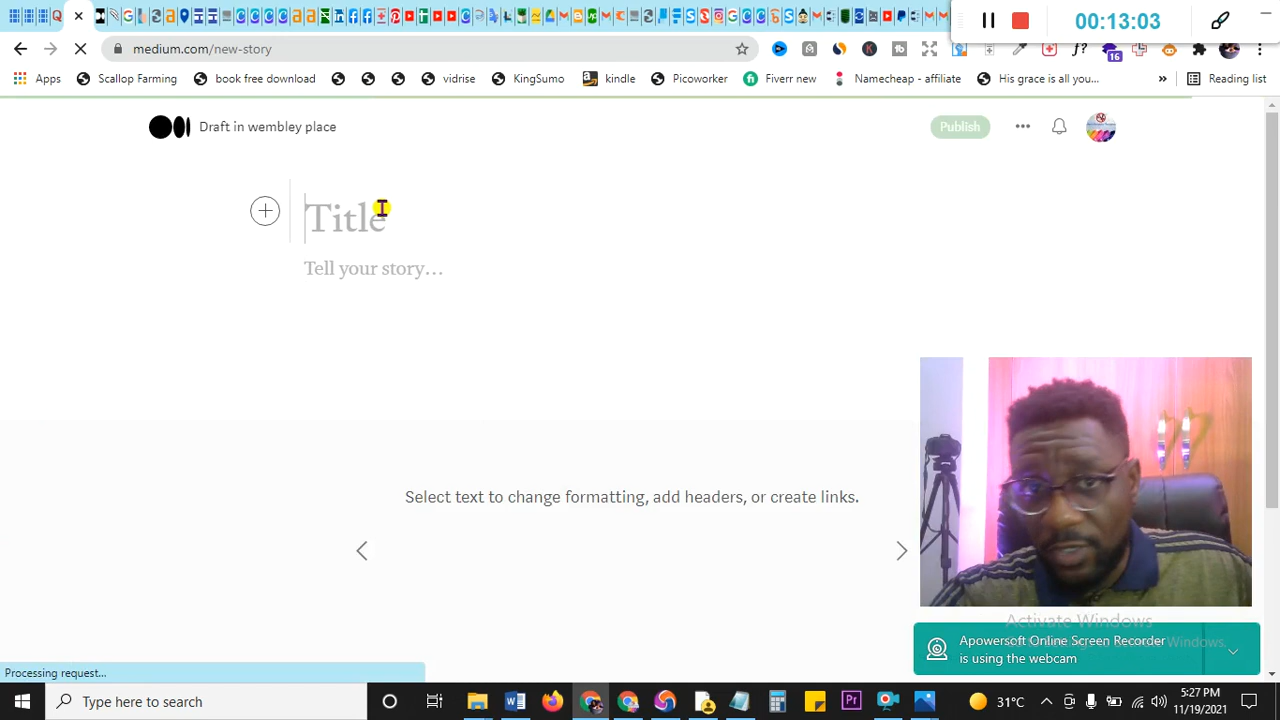 00:13:03
medium.com/new-story
16
Apps
Scallop Farming
book free download
vidrise
KingSumo
kindle
Picoworker
Fiverr new
Namecheap - affiliate
His grace is all you...
»
Reading list
Draft in wembley place
Publish
Title
Tell your story...
Select text to change formatting, add headers, or create links.
Activate Windows
Apowersoft Online Screen Recorder
is using the webcam
Processing request...
Type here to search
31°C
5:27 PM
11/19/2021